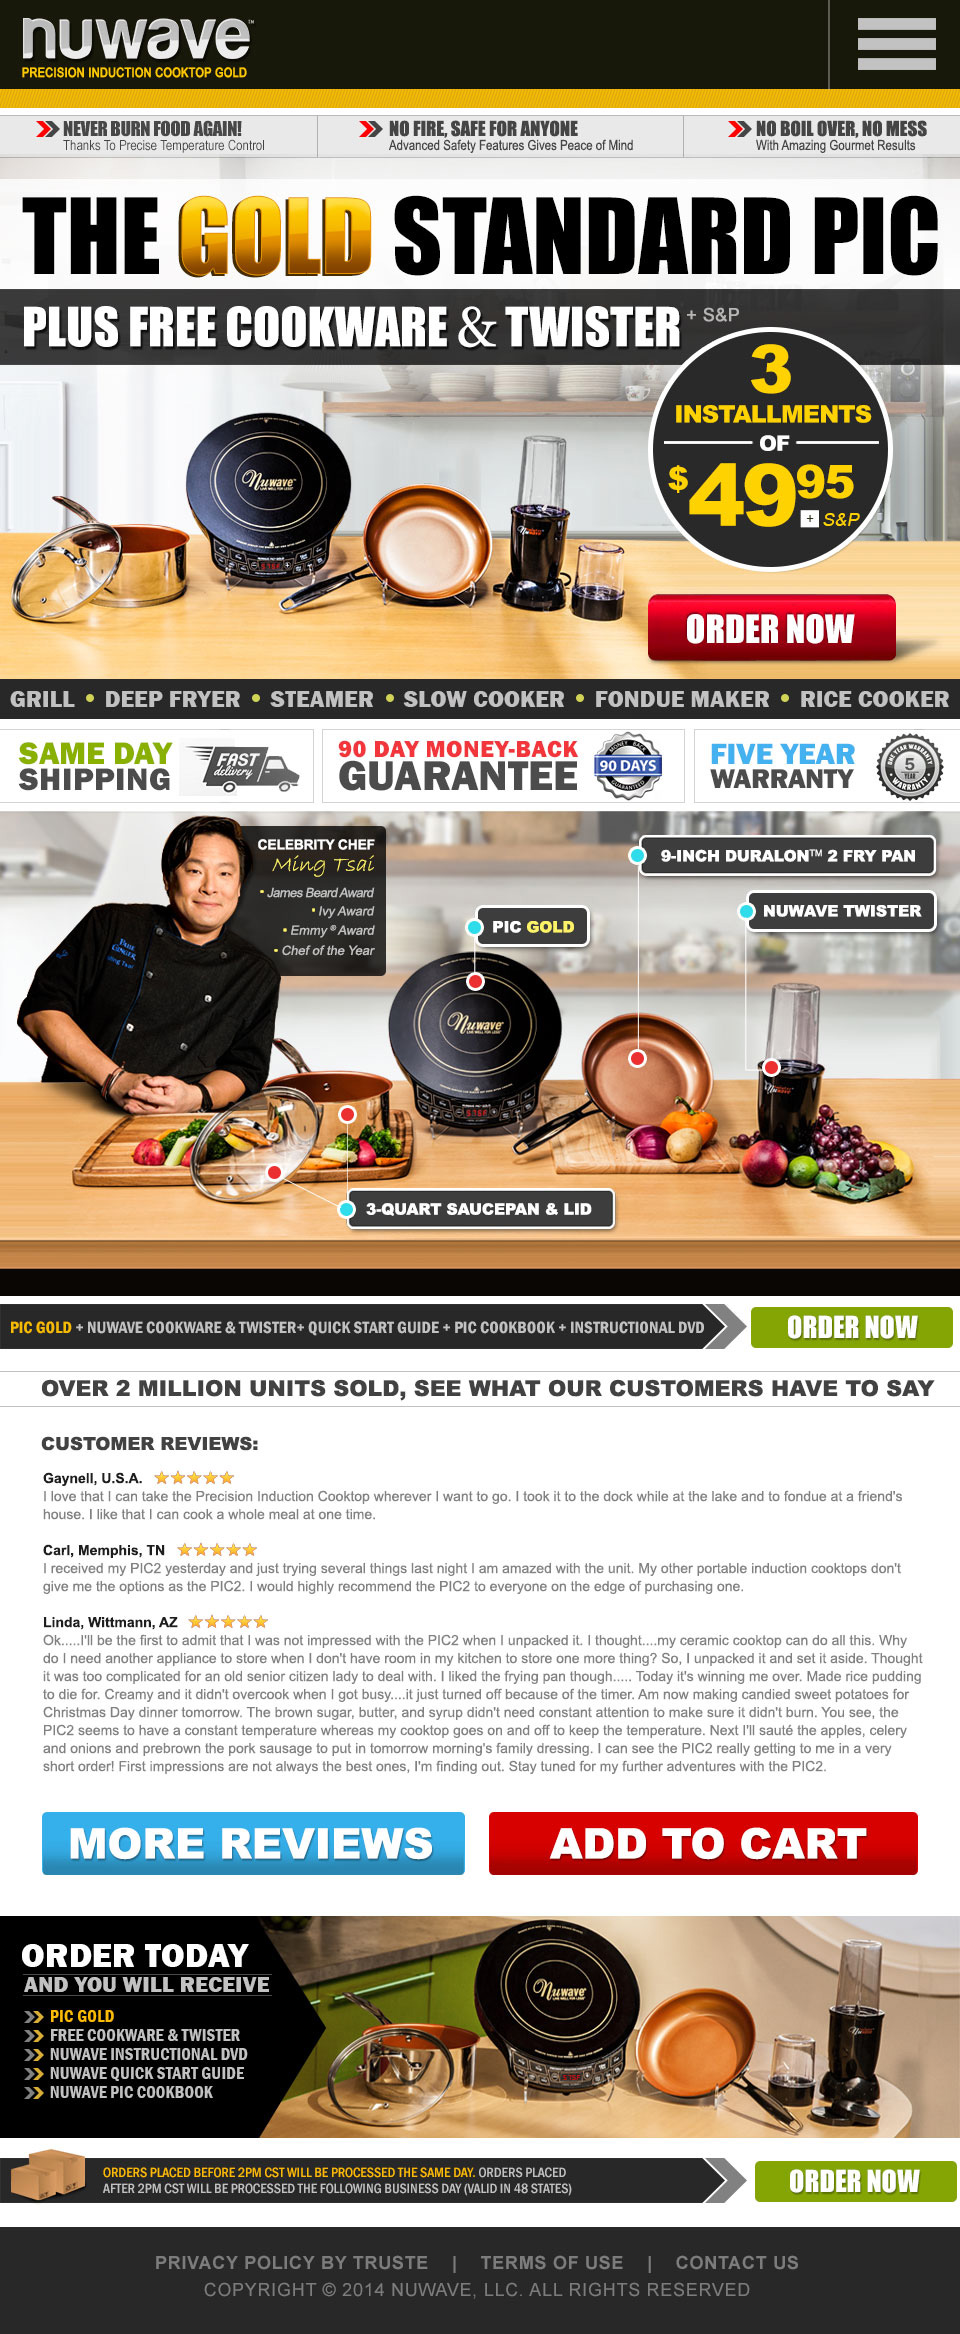 nuwave™
PRECISION INDUCTION COOKTOP GOLD
NEVER BURN FOOD AGAIN!
Thanks To Precise Temperature Control
NO FIRE, SAFE FOR ANYONE
Advanced Safety Features Gives Peace of Mind
NO BOIL OVER, NO MESS
With Amazing Gourmet Results
THE GOLD STANDARD PIC
PLUS FREE COOKWARE & TWISTER + S&P
3
INSTALLMENTS
OF
$4995
+ S&P
Nuwave™
LIVE WELL FOR LESS
ORDER NOW
GRILL • DEEP FRYER • STEAMER • SLOW COOKER • FONDUE MAKER • RICE COOKER
SAME DAY
SHIPPING
FAST
delivery
90 DAY MONEY-BACK
GUARANTEE
MONEY BACK
90 DAYS
GUARANTEE
FIVE YEAR
WARRANTY
5
YEAR
WARRANTY
CELEBRITY CHEF
Ming Tsai
• James Beard Award
• Ivy Award
• Emmy® Award
• Chef of the Year
BLUE
GINGER
Ming Tsai
9-INCH DURALON™ 2 FRY PAN
NUWAVE TWISTER
PIC GOLD
Nuwave
LIVE WELL FOR LESS
3-QUART SAUCEPAN & LID
PIC GOLD + NUWAVE COOKWARE & TWISTER+ QUICK START GUIDE + PIC COOKBOOK + INSTRUCTIONAL DVD
ORDER NOW
OVER 2 MILLION UNITS SOLD, SEE WHAT OUR CUSTOMERS HAVE TO SAY
CUSTOMER REVIEWS:
Gaynell, U.S.A.
I love that I can take the Precision Induction Cooktop wherever I want to go. I took it to the dock while at the lake and to fondue at a friend's
house. I like that I can cook a whole meal at one time.
Carl, Memphis, TN
I received my PIC2 yesterday and just trying several things last night I am amazed with the unit. My other portable induction cooktops don't
give me the options as the PIC2. I would highly recommend the PIC2 to everyone on the edge of purchasing one.
Linda, Wittmann, AZ
Ok.....I'll be the first to admit that I was not impressed with the PIC2 when I unpacked it. I thought....my ceramic cooktop can do all this. Why
do I need another appliance to store when I don't have room in my kitchen to store one more thing? So, I unpacked it and set it aside. Thought
it was too complicated for an old senior citizen lady to deal with. I liked the frying pan though..... Today it's winning me over. Made rice pudding
to die for. Creamy and it didn't overcook when I got busy....it just turned off because of the timer. Am now making candied sweet potatoes for
Christmas Day dinner tomorrow. The brown sugar, butter, and syrup didn't need constant attention to make sure it didn't burn. You see, the
PIC2 seems to have a constant temperature whereas my cooktop goes on and off to keep the temperature. Next I'll sauté the apples, celery
and onions and prebrown the pork sausage to put in tomorrow morning's family dressing. I can see the PIC2 really getting to me in a very
short order! First impressions are not always the best ones, I'm finding out. Stay tuned for my further adventures with the PIC2.
MORE REVIEWS
ADD TO CART
ORDER TODAY
AND YOU WILL RECEIVE
PIC GOLD
FREE COOKWARE & TWISTER
NUWAVE INSTRUCTIONAL DVD
NUWAVE QUICK START GUIDE
NUWAVE PIC COOKBOOK
Nuwave
LIVE WELL FOR LESS
ORDERS PLACED BEFORE 2PM CST WILL BE PROCESSED THE SAME DAY. ORDERS PLACED
AFTER 2PM CST WILL BE PROCESSED THE FOLLOWING BUSINESS DAY (VALID IN 48 STATES)
ORDER NOW
PRIVACY POLICY BY TRUSTE | TERMS OF USE | CONTACT US
COPYRIGHT © 2014 NUWAVE, LLC. ALL RIGHTS RESERVED